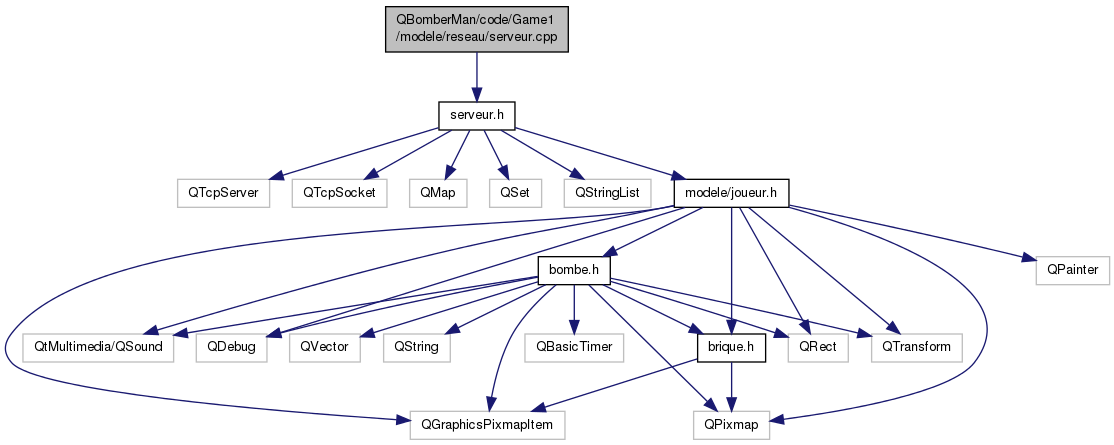 QBomberMan/code/Game1
/modele/reseau/serveur.cpp
serveur.h
QTcpServer
QTcpSocket
QMap
QSet
QStringList
modele/joueur.h
bombe.h
QPainter
QtMultimedia/QSound
QDebug
QVector
QString
QBasicTimer
brique.h
QRect
QTransform
QGraphicsPixmapItem
QPixmap